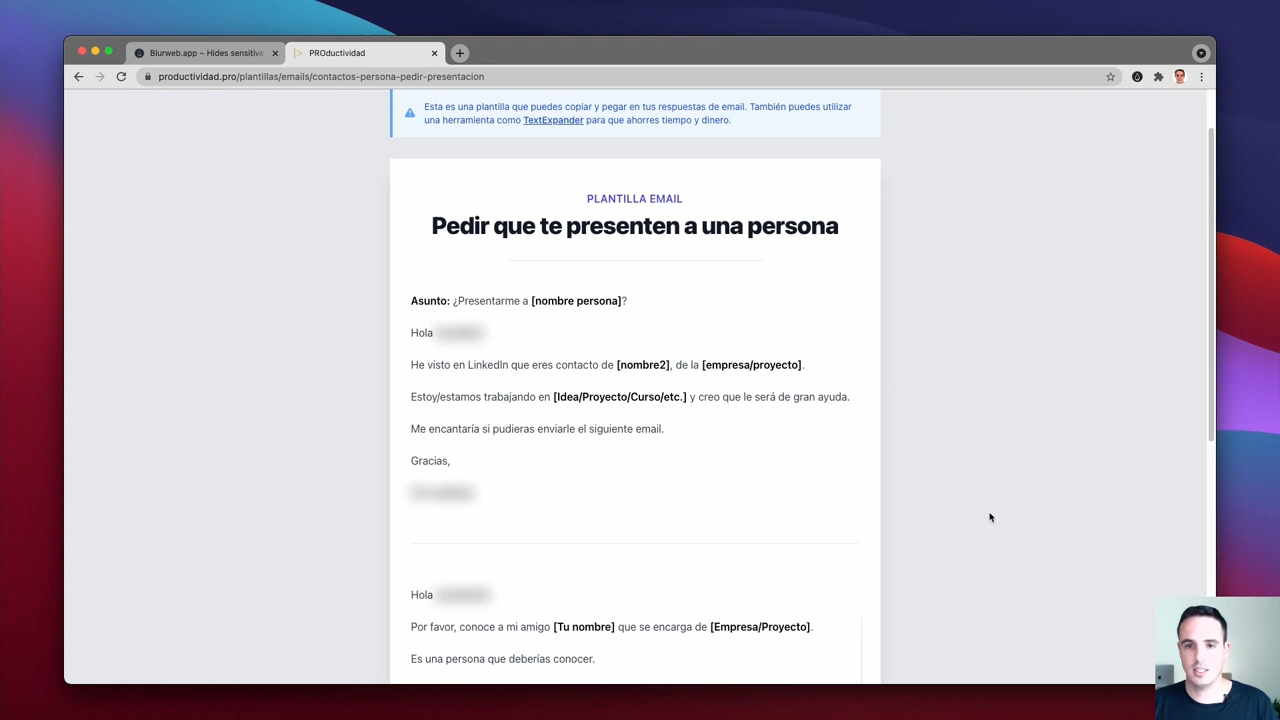 Blurweb.app ~ Hides sensitive
PROductividad
productividad.pro/plantillas/emails/contactos-persona-pedir-presentacion
Esta es una plantilla que puedes copiar y pegar en tus respuestas de email. También puedes utilizar
una herramienta como TextExpander para que ahorres tiempo y dinero.
PLANTILLA EMAIL
Pedir que te presenten a una persona
Asunto: ¿Presentarme a [nombre persona]?
Hola
He visto en LinkedIn que eres contacto de [nombre2], de la [empresa/proyecto].
Estoy/estamos trabajando en [Idea/Proyecto/Curso/etc.] y creo que le será de gran ayuda.
Me encantaría si pudieras enviarle el siguiente email.
Gracias,
Hola
Por favor, conoce a mi amigo [Tu nombre] que se encarga de [Empresa/Proyecto].
Es una persona que deberías conocer.